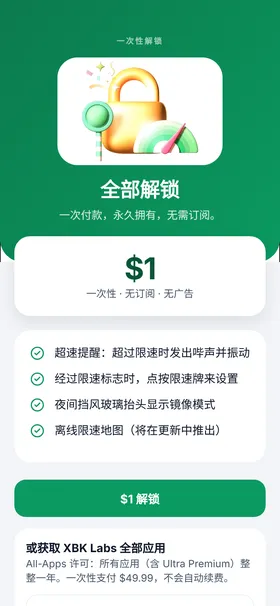 一次性解锁
全部解锁
一次付款，永久拥有，无需订阅。
$1
一次性 · 无订阅 · 无广告
超速提醒：超过限速时发出哔声并振动
经过限速标志时，点按限速牌来设置
夜间挡风玻璃抬头显示镜像模式
离线限速地图（将在更新中推出）
$1 解锁
或获取 XBK Labs 全部应用
All-Apps 许可：所有应用（含 Ultra Premium）整
整一年。一次性支付 $49.99，不会自动续费。